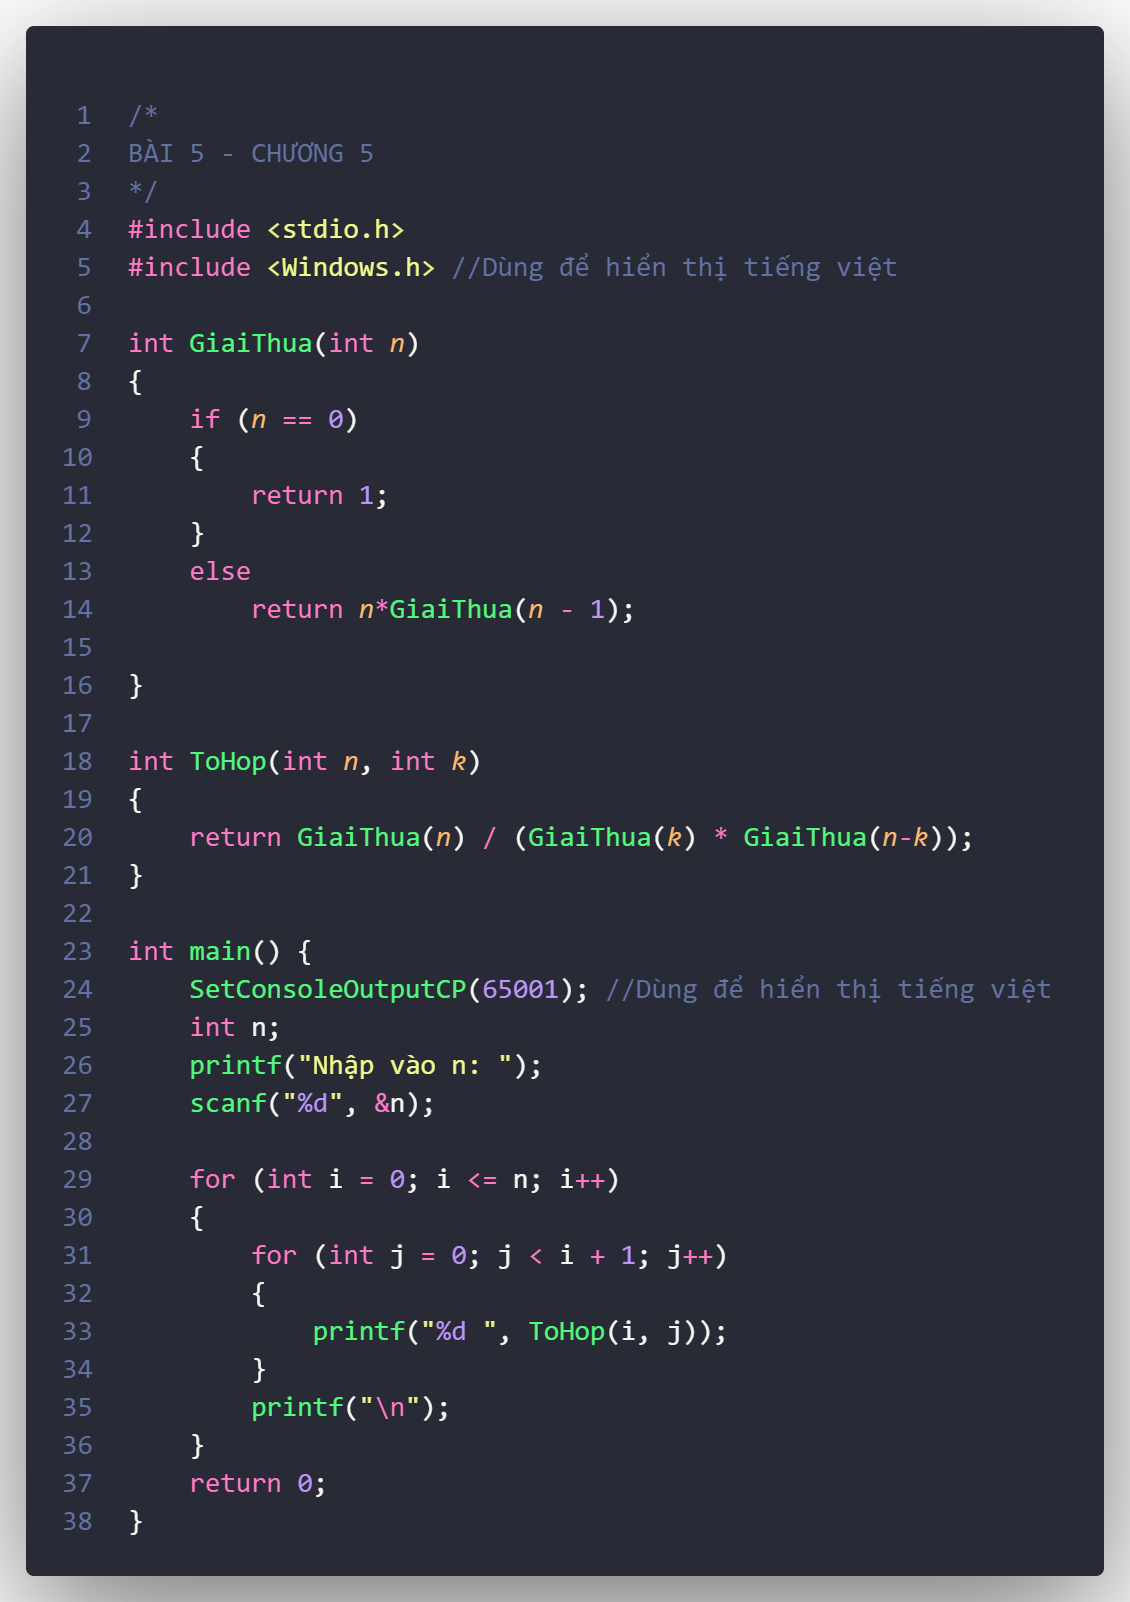 1 /*
2 BÀI 5 - CHƯƠNG 5
3 */
4 #include <stdio.h>
5 #include <Windows.h> //Dùng để hiển thị tiếng việt
6
7 int GiaiThua(int n)
8 {
9     if (n == 0)
10     {
11         return 1;
12     }
13     else
14         return n*GiaiThua(n - 1);
15
16 }
17
18 int ToHop(int n, int k)
19 {
20     return GiaiThua(n) / (GiaiThua(k) * GiaiThua(n-k));
21 }
22
23 int main() {
24     SetConsoleOutputCP(65001); //Dùng để hiển thị tiếng việt
25     int n;
26     printf("Nhập vào n: ");
27     scanf("%d", &n);
28
29     for (int i = 0; i <= n; i++)
30     {
31         for (int j = 0; j < i + 1; j++)
32         {
33             printf("%d ", ToHop(i, j));
34         }
35         printf("\n");
36     }
37     return 0;
38 }